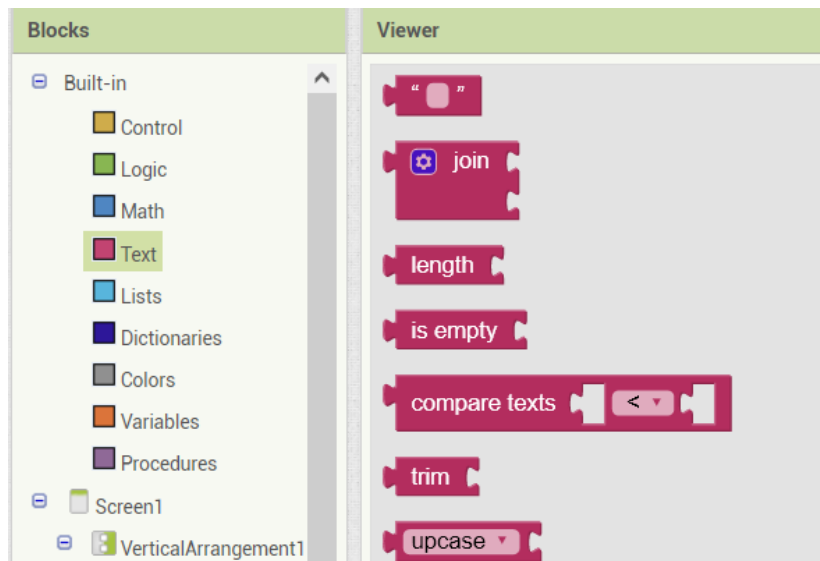 Blocks
Built-in
Control
Logic
Math
Text
Lists
Dictionaries
Colors
Variables
Procedures
Screen1
VerticalArrangement1
Viewer
“ ”
join
length
is empty
compare texts <
trim
upcase